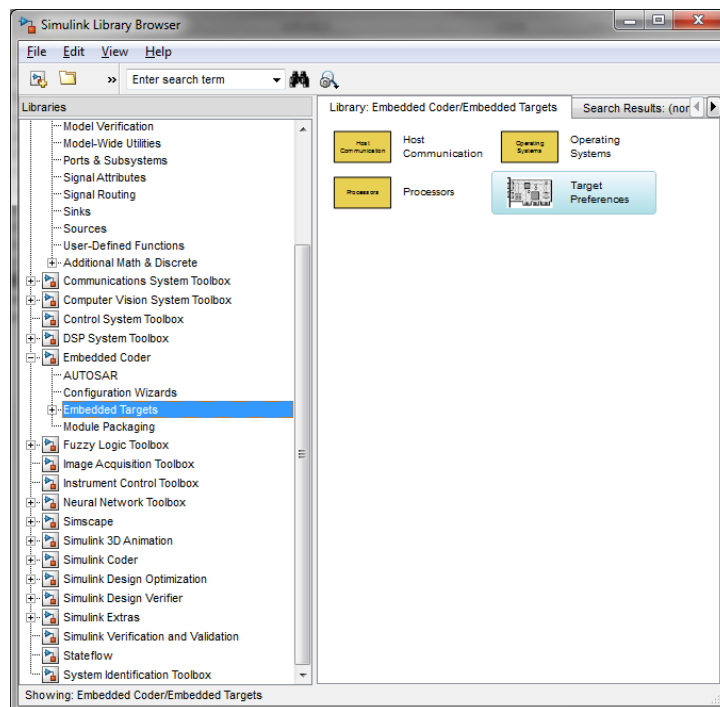 Simulink Library Browser
File Edit View Help
» Enter search term
Libraries
Library: Embedded Coder/Embedded Targets
Search Results: (nor
Model Verification
Model-Wide Utilities
Ports & Subsystems
Signal Attributes
Signal Routing
Sinks
Sources
User-Defined Functions
Additional Math & Discrete
Communications System Toolbox
Computer Vision System Toolbox
Control System Toolbox
DSP System Toolbox
Embedded Coder
AUTOSAR
Configuration Wizards
Embedded Targets
Module Packaging
Fuzzy Logic Toolbox
Image Acquisition Toolbox
Instrument Control Toolbox
Neural Network Toolbox
Simscape
Simulink 3D Animation
Simulink Coder
Simulink Design Optimization
Simulink Design Verifier
Simulink Extras
Simulink Verification and Validation
Stateflow
System Identification Toolbox
Host
Communication
Host
Communication
Operating
Systems
Operating
Systems
Processors
Processors
Target
Preferences
Showing: Embedded Coder/Embedded Targets